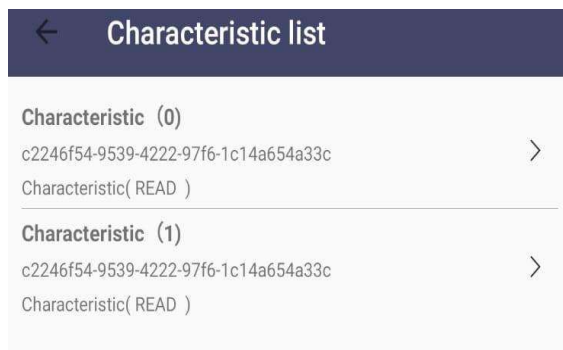 Characteristic list
Characteristic（0)
c2246f54-9539-4222-97f6-1c14a654a33c
Characteristic( READ )
Characteristic（1)
c2246f54-9539-4222-97f6-1c14a654a33c
Characteristic( READ )